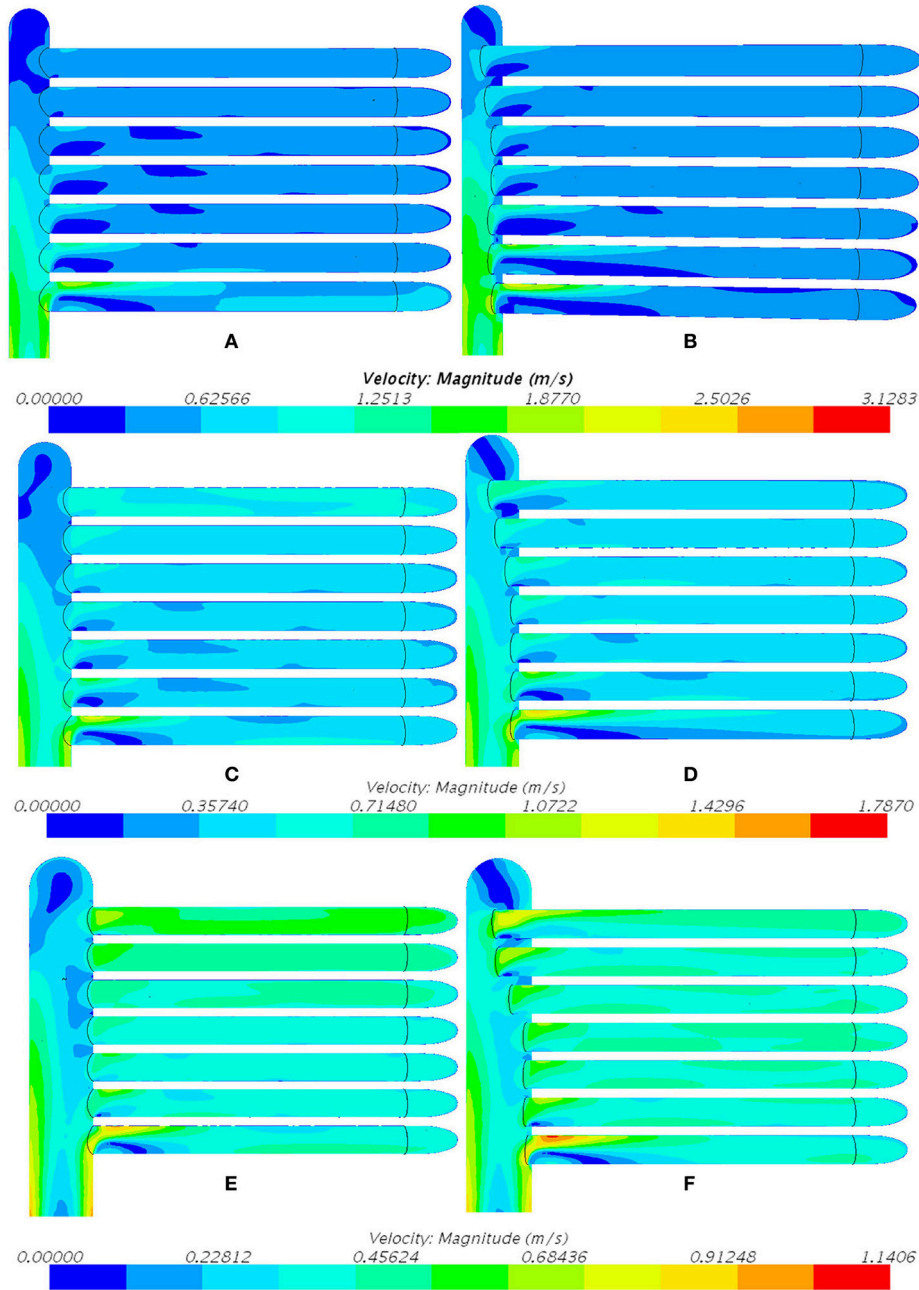 A
B
Velocity: Magnitude (m/s)
0.00000 0.62566 1.2513 1.8770 2.5026 3.1283
C
D
Velocity: Magnitude (m/s)
0.00000 0.35740 0.71480 1.0722 1.4296 1.7870
E
F
Velocity: Magnitude (m/s)
0.00000 0.22812 0.45624 0.68436 0.91248 1.1406